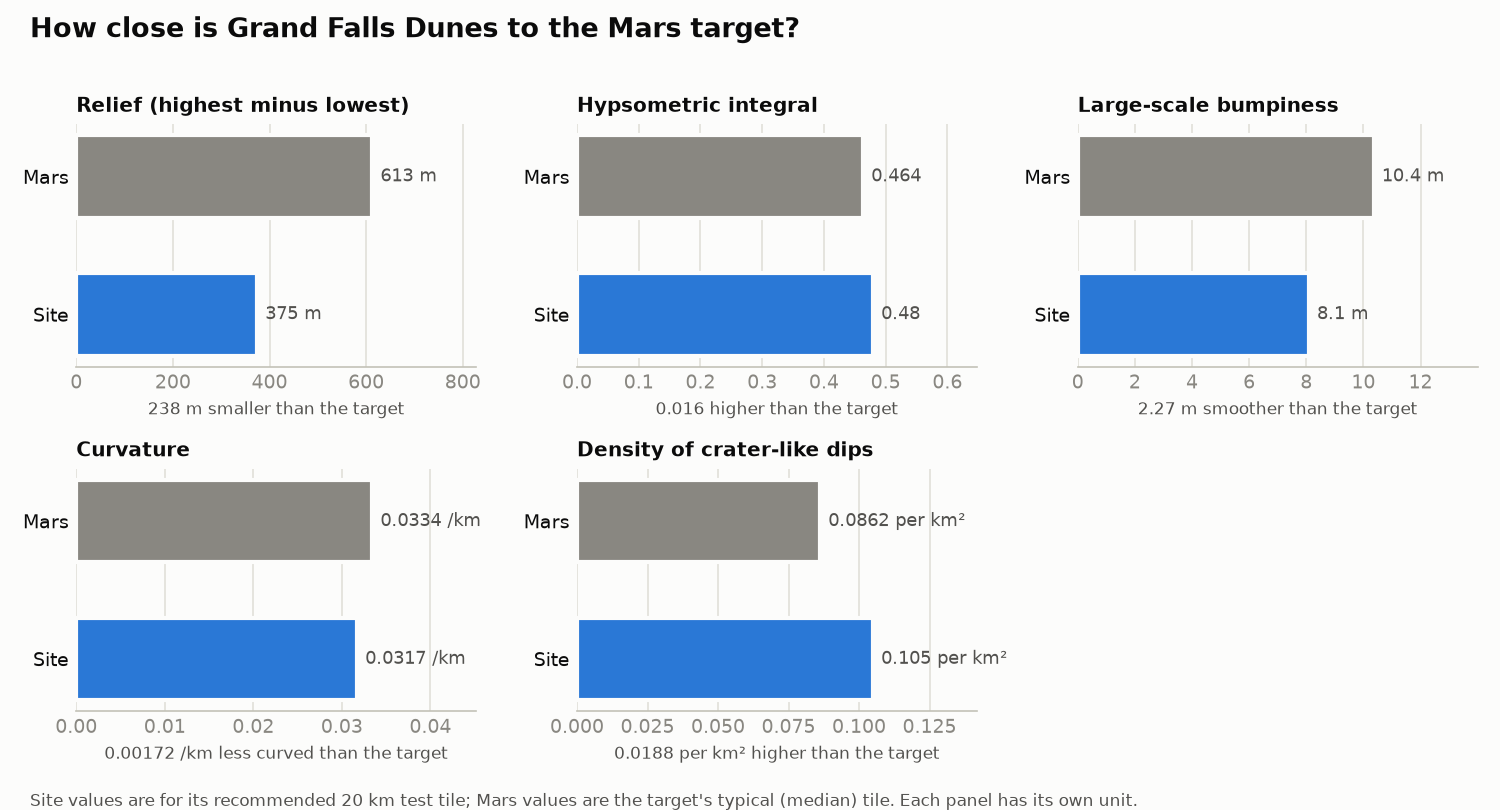 How close is Grand Falls Dunes to the Mars target?
Relief (highest minus lowest)
Mars
613 m
Site
375 m
0 200 400 600 800
238 m smaller than the target
Hypsometric integral
Mars
0.464
Site
0.48
0.0 0.1 0.2 0.3 0.4 0.5 0.6
0.016 higher than the target
Large-scale bumpiness
Mars
10.4 m
Site
8.1 m
0 2 4 6 8 10 12
2.27 m smoother than the target
Curvature
Mars
0.0334 /km
Site
0.0317 /km
0.00 0.01 0.02 0.03 0.04
0.00172 /km less curved than the target
Density of crater-like dips
Mars
0.0862 per km²
Site
0.105 per km²
0.000 0.025 0.050 0.075 0.100 0.125
0.0188 per km² higher than the target
Site values are for its recommended 20 km test tile; Mars values are the target's typical (median) tile. Each panel has its own unit.